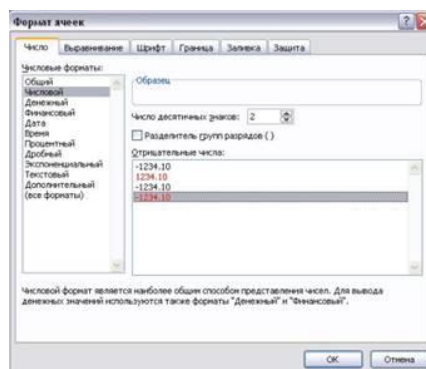 Формат ячеек
Число Выравнивание Шрифт Граница Заливка Защита
Числовые форматы:
Общий
Числовой
Денежный
Финансовый
Дата
Время
Процентный
Дробный
Экспоненциальный
Текстовый
Дополнительный
(все форматы)
Образец
Число десятичных знаков: 2
Разделитель групп разрядов ( )
Отрицательные числа:
-1234.10
1234.10
-1234.10
-1234.10
Числовой формат является наиболее общим способом представления чисел. Для вывода
денежных значений используются также форматы "Денежный" и "Финансовый".
ОК Отмена